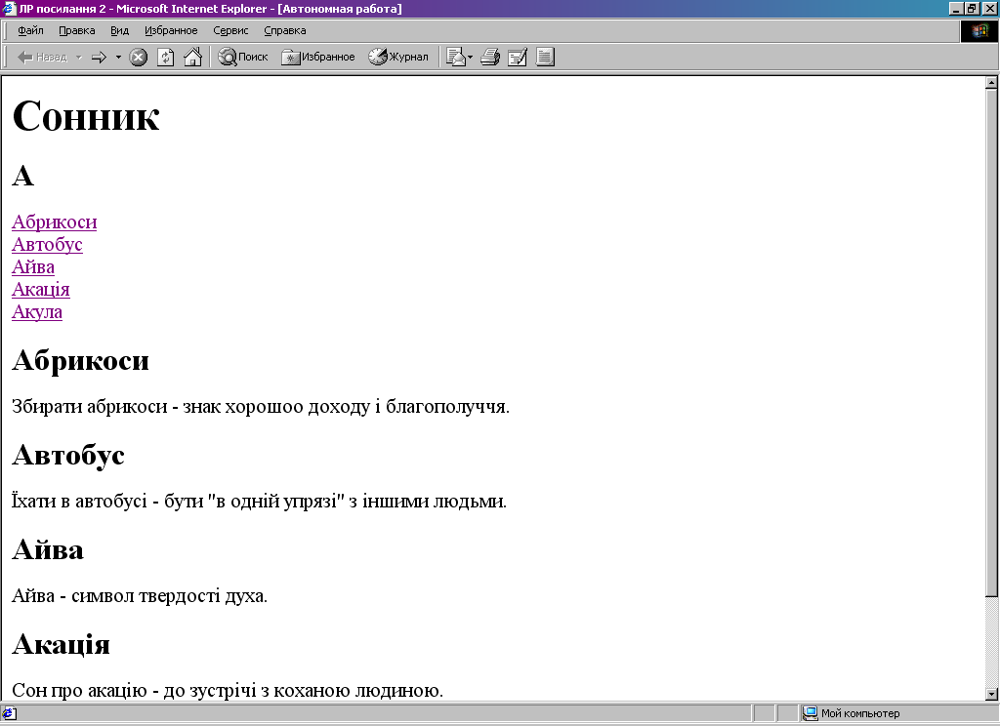 ЛР посилання 2 - Microsoft Internet Explorer - [Автономная работа]
Файл Правка Вид Избранное Сервис Справка
Назад Поиск Избранное Журнал
Сонник
А
Абрикоси
Автобус
Айва
Акація
Акула
Абрикоси
Збирати абрикоси - знак хорошоо доходу і благополуччя.
Автобус
Їхати в автобусі - бути "в одній упрязі" з іншими людьми.
Айва
Айва - символ твердості духа.
Акація
Сон про акацію - до зустрічі з коханою людиною.
Мой компьютер